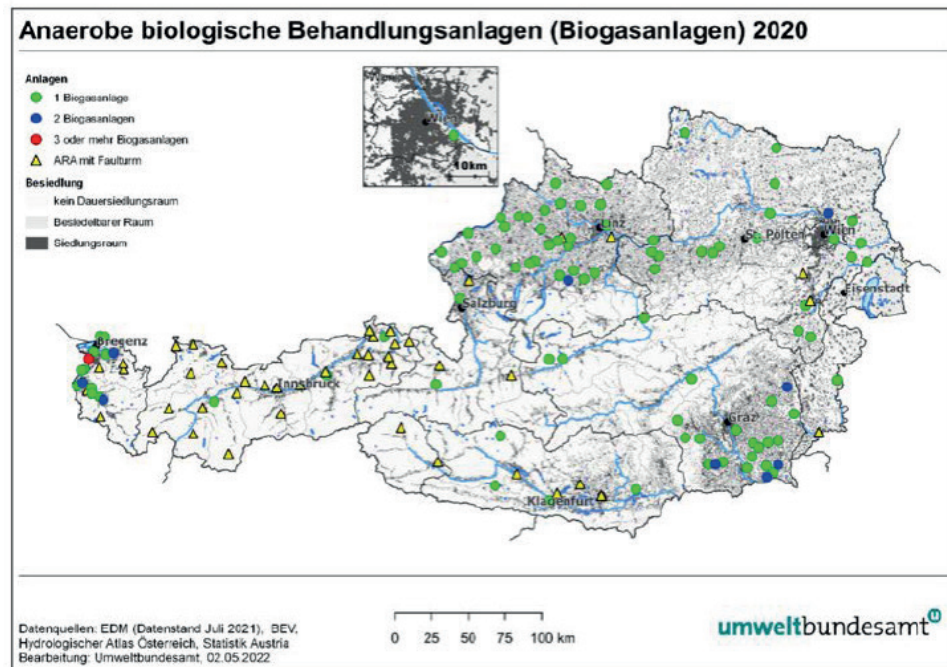 Anaerobe biologische Behandlungsanlagen (Biogasanlagen) 2020
Anlagen
1 Biogasanlage
2 Biogasanlagen
3 oder mehr Biogasanlagen
ARA mit Faulturm
Besiedlung
kein Dauersiedlungsraum
Besiedelbarer Raum
Siedlungsraum
Wien
10km
Linz
St. Pölten
Wien
Eisenstadt
Salzburg
Bregenz
Innsbruck
Graz
Klagenfurt
Datenquellen: EDM (Datenstand Juli 2021), BEV,
Hydrologischer Atlas Österreich, Statistik Austria
Bearbeitung: Umweltbundesamt, 02.05.2022
0 25 50 100 km
umweltbundesamt